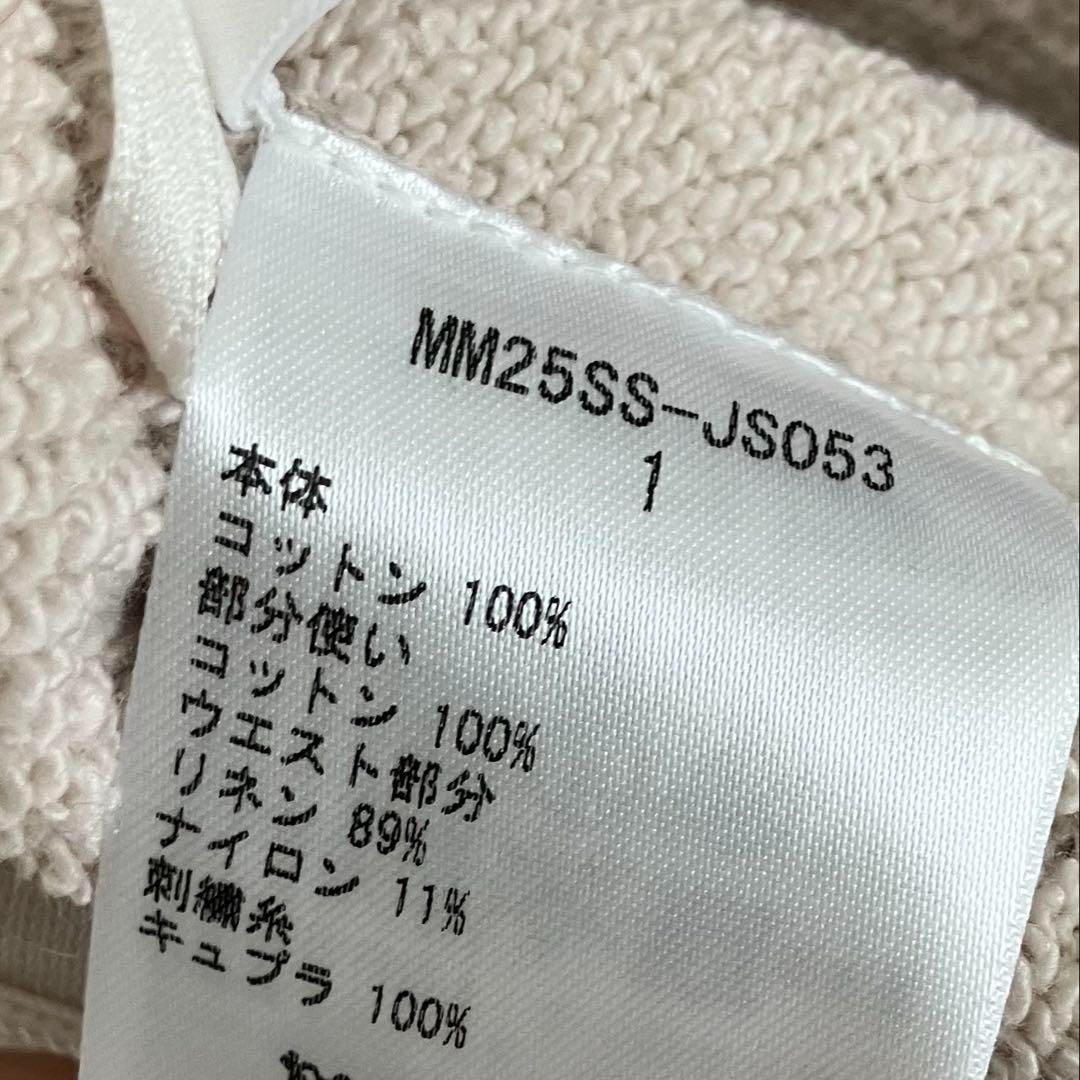 MM25SS-JS053
1
本体
コットン 100%
部分使い
コットン 100%
ウエスト部分
リネン 89%
ナイロン 11%
刺繍糸
キュプラ 100%